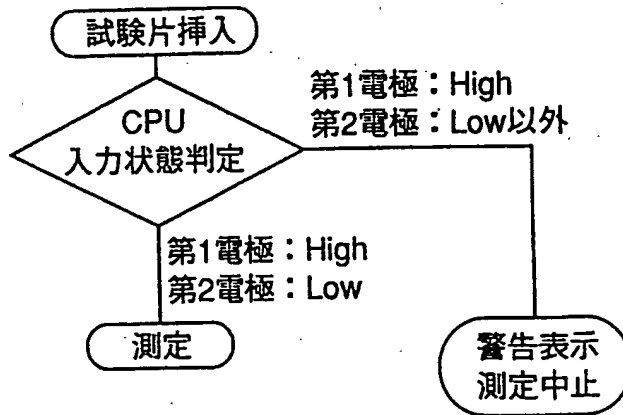 試験片挿入
第1電極：High
第2電極：Low以外
CPU
入力状態判定
第1電極：High
第2電極：Low
測定
警告表示
測定中止